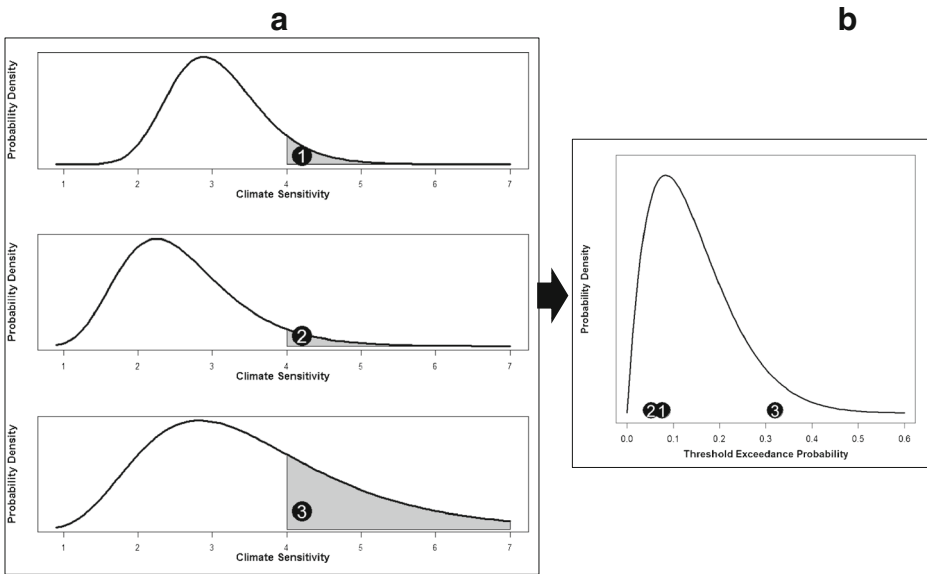 a
b
Probability Density
1
1 2 3 4 5 6 7
Climate Sensitivity
Probability Density
2
1 2 3 4 5 6 7
Climate Sensitivity
Probability Density
3
1 2 3 4 5 6 7
Climate Sensitivity
Probability Density
2 1 3
0.0 0.1 0.2 0.3 0.4 0.5 0.6
Threshold Exceedance Probability